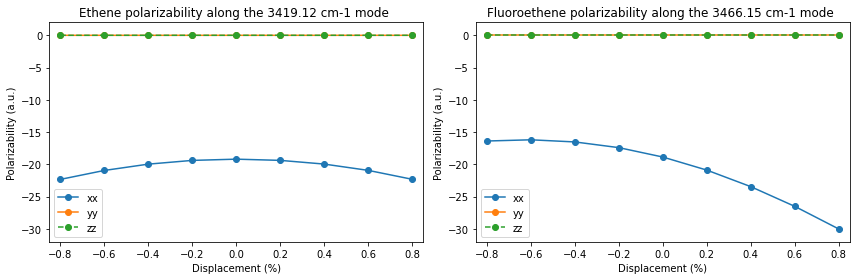 Ethene polarizability along the 3419.12 cm-1 mode
Polarizability (a.u.)
0
−5
−10
−15
−20
−25
−30
xx
yy
zz
−0.8 −0.6 −0.4 −0.2 0.0 0.2 0.4 0.6 0.8
Displacement (%)
Fluoroethene polarizability along the 3466.15 cm-1 mode
Polarizability (a.u.)
0
−5
−10
−15
−20
−25
−30
xx
yy
zz
−0.8 −0.6 −0.4 −0.2 0.0 0.2 0.4 0.6 0.8
Displacement (%)